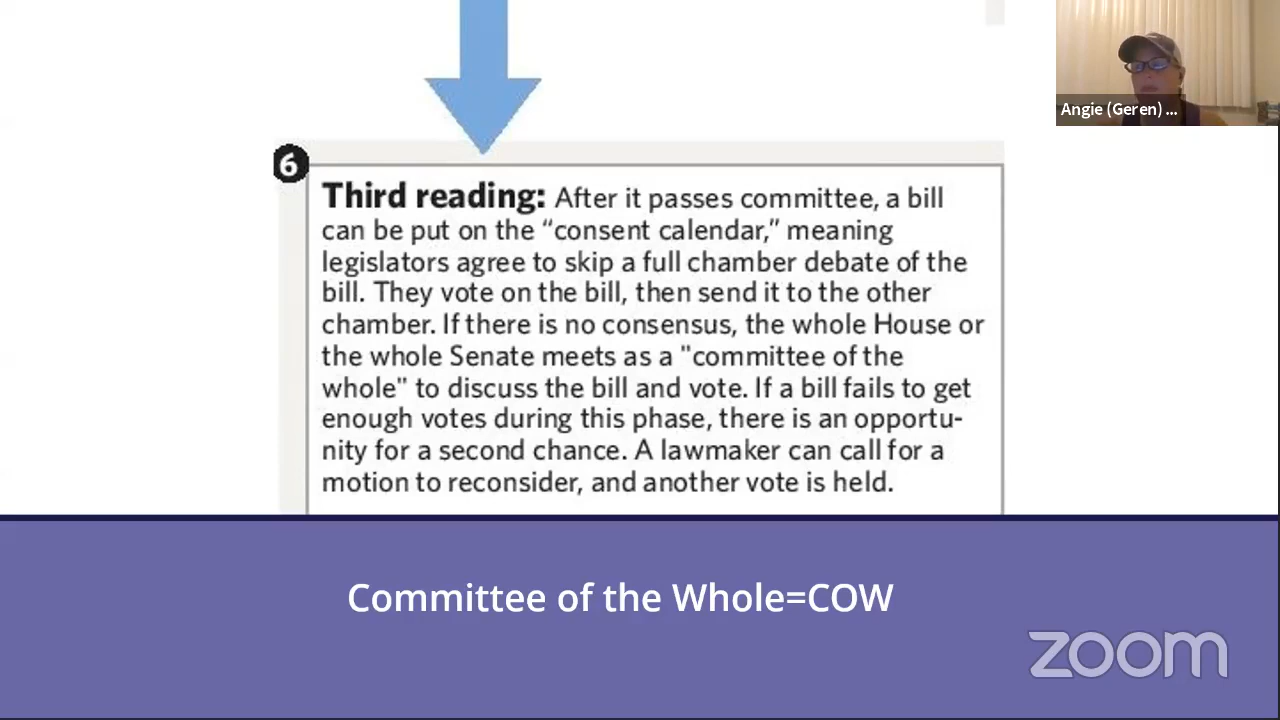 Angie (Geren) ...
6
Third reading: After it passes committee, a bill
can be put on the “consent calendar,” meaning
legislators agree to skip a full chamber debate of the
bill. They vote on the bill, then send it to the other
chamber. If there is no consensus, the whole House or
the whole Senate meets as a "committee of the
whole" to discuss the bill and vote. If a bill fails to get
enough votes during this phase, there is an opportu-
nity for a second chance. A lawmaker can call for a
motion to reconsider, and another vote is held.
Committee of the Whole=COW
zoom